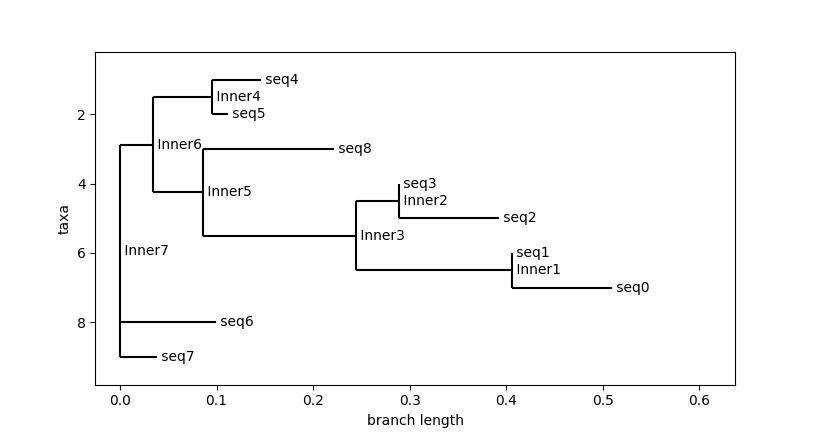 seq4
Inner4
seq5
Inner6
seq8
seq3
Inner5
Inner2
seq2
Inner3
Inner7
seq1
Inner1
seq0
seq6
seq7
2
4
6
8
taxa
0.0 0.1 0.2 0.3 0.4 0.5 0.6
branch length